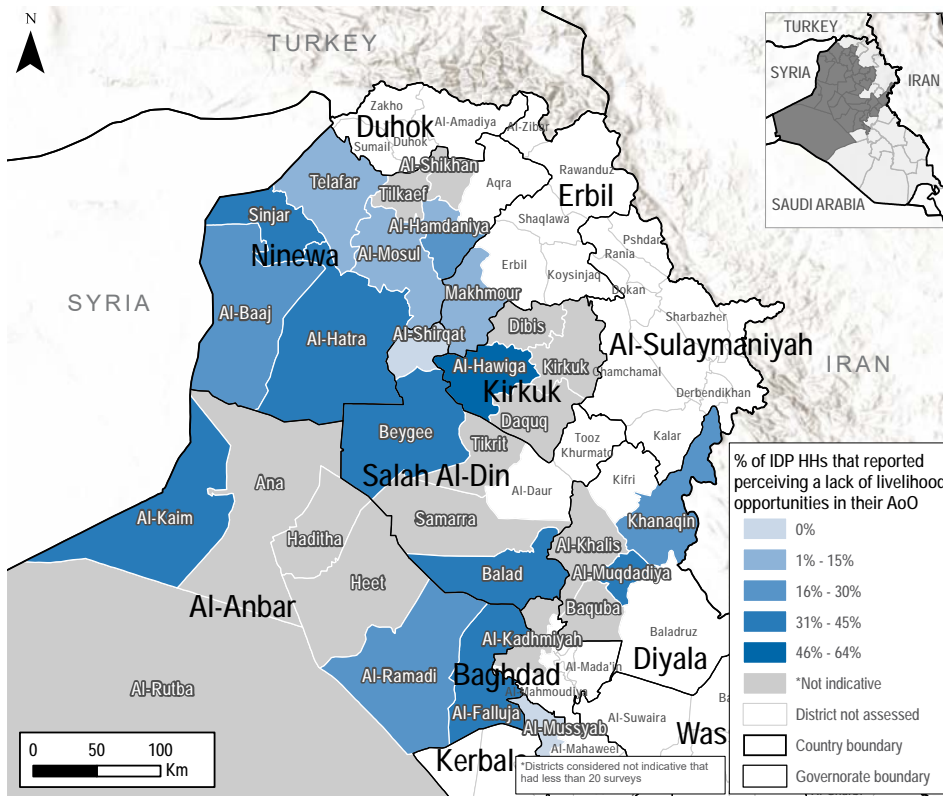 N
TURKEY
TURKEY
SYRIA
IRAN
SAUDI ARABIA
Zakho
Al-Amadiya
Duhok
Sumail
Duhok
Al-Zibar
Al-Shikhan
Rawanduz
Telafar
Tilkaef
Aqra
Erbil
Sinjar
Al-Hamdaniya
Shaqlawa
Ninewa
Al-Mosul
Pshdar
Rania
Erbil
Koysinjaq
SYRIA
Al-Baaj
Makhmour
Dokan
Al-Hatra
Al-Shirqat
Dibis
Sharbazher
Al-Sulaymaniyah
IRAN
Al-Hawiga
Kirkuk
Kirkuk
hamchamal
Derbendikhan
Daquq
Beygee
Tikrit
Tooz
Khurmato
Kalar
Salah Al-Din
Kifri
Ana
Al-Daur
Al-Kaim
Samarra
Khanaqin
Haditha
Al-Khalis
Heet
Balad
Al-Muqdadiya
Al-Anbar
Baquba
Al-Kadhmiyah
Baladruz
Al-Ramadi
Baghdad
Al-Mada'in
Diyala
Al-Rutba
Al-Mahmoudiya
Al-Falluja
Al-Mussyab
Al-Suwaira
Ba
Was
Kerbala
Al-Mahaweel
% of IDP HHs that reported
perceiving a lack of livelihood
opportunities in their AoO
0%
1% - 15%
16% - 30%
31% - 45%
46% - 64%
*Not indicative
District not assessed
Country boundary
Governorate boundary
0 50 100
Km
*Districts considered not indicative that
had less than 20 surveys